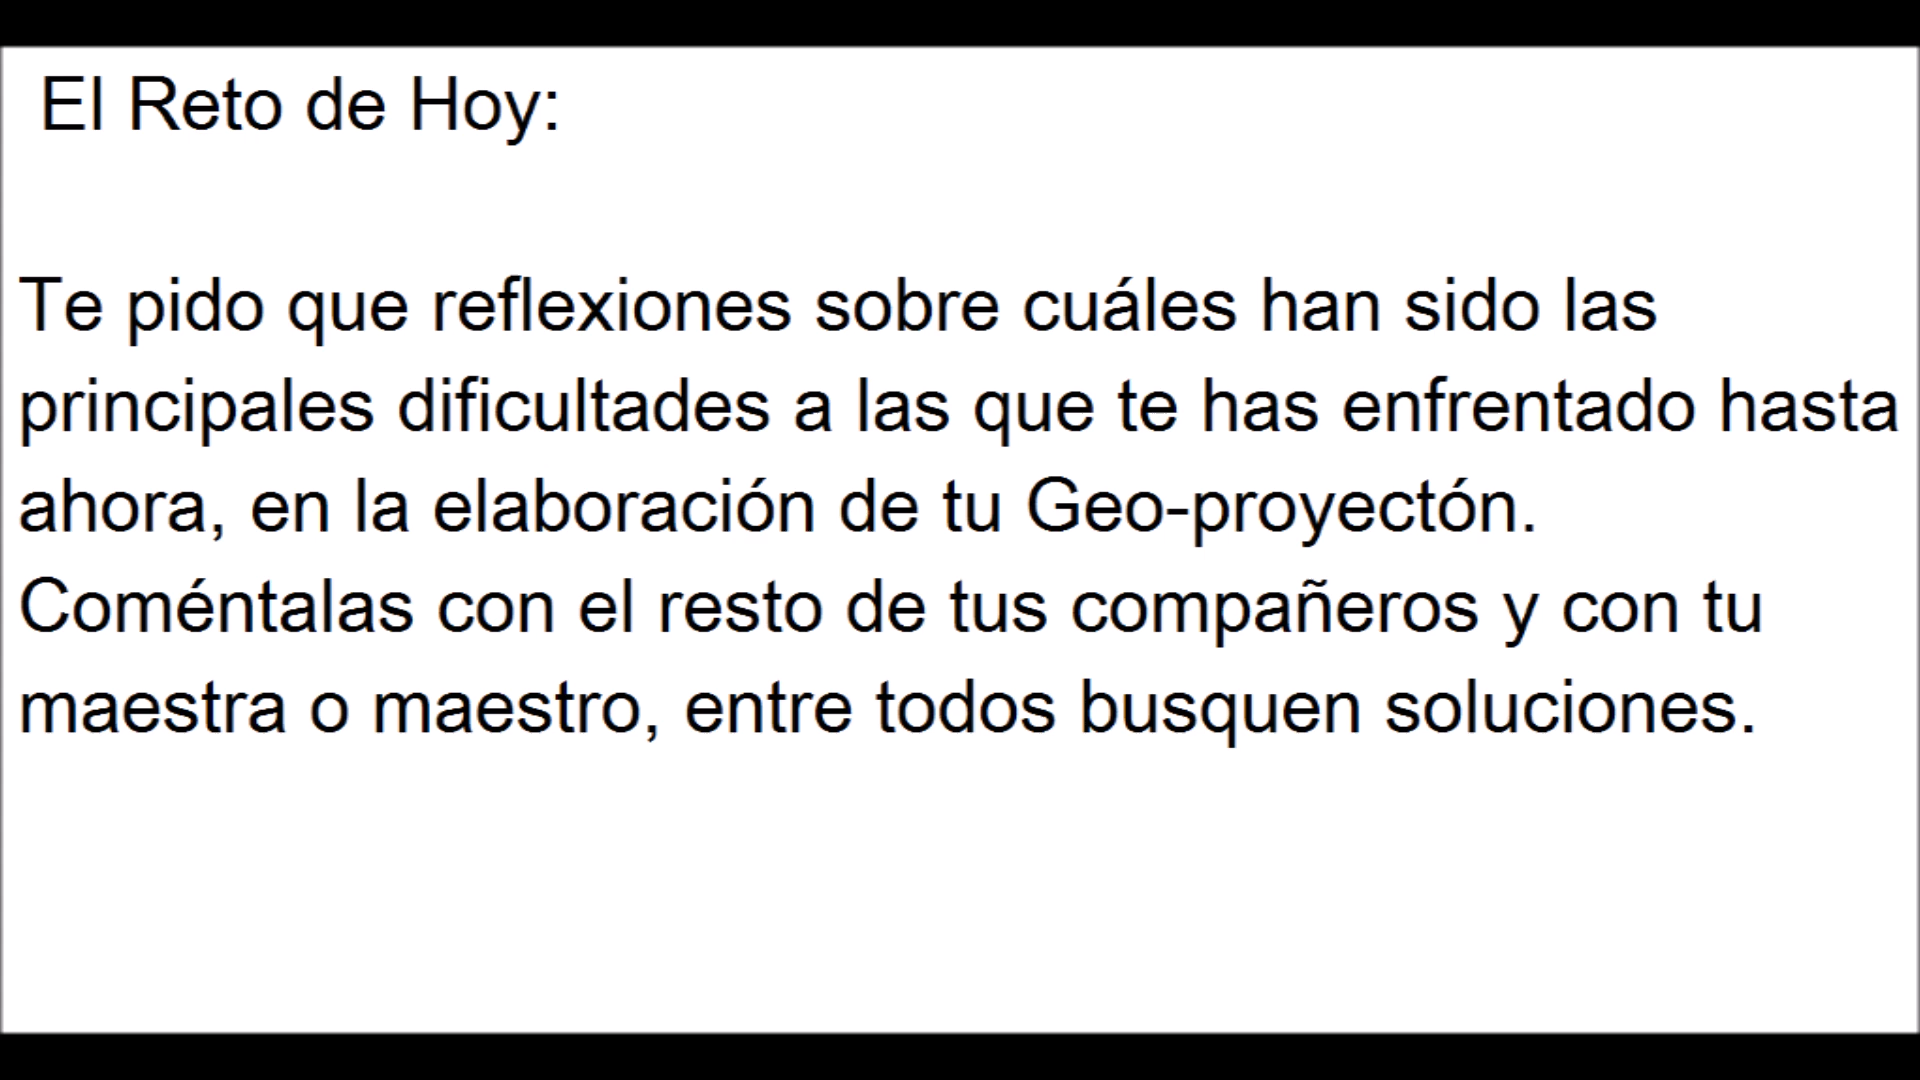 El Reto de Hoy:
Te pido que reflexiones sobre cuáles han sido las
principales dificultades a las que te has enfrentado hasta
ahora, en la elaboración de tu Geo-proyectón.
Coméntalas con el resto de tus compañeros y con tu
maestra o maestro, entre todos busquen soluciones.